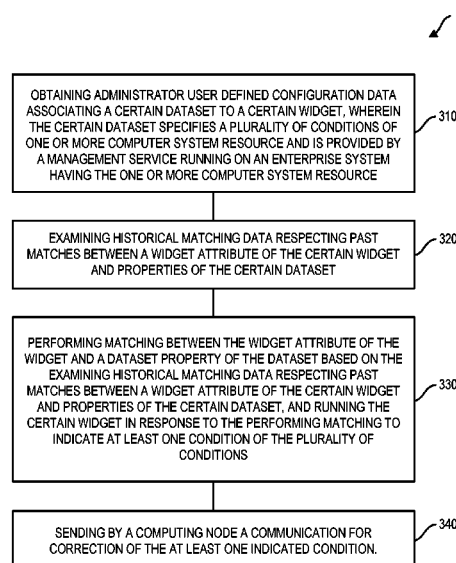 OBTAINING ADMINISTRATOR USER DEFINED CONFIGURATION DATA
ASSOCIATING A CERTAIN DATASET TO A CERTAIN WIDGET, WHEREIN
THE CERTAIN DATASET SPECIFIES A PLURALITY OF CONDITIONS OF
ONE OR MORE COMPUTER SYSTEM RESOURCE AND IS PROVIDED BY
A MANAGEMENT SERVICE RUNNING ON AN ENTERPRISE SYSTEM
HAVING THE ONE OR MORE COMPUTER SYSTEM RESOURCE
310
EXAMINING HISTORICAL MATCHING DATA RESPECTING PAST
MATCHES BETWEEN A WIDGET ATTRIBUTE OF THE CERTAIN WIDGET
AND PROPERTIES OF THE CERTAIN DATASET
320
PERFORMING MATCHING BETWEEN THE WIDGET ATTRIBUTE OF THE
WIDGET AND A DATASET PROPERTY OF THE DATASET BASED ON THE
EXAMINING HISTORICAL MATCHING DATA RESPECTING PAST
MATCHES BETWEEN A WIDGET ATTRIBUTE OF THE CERTAIN WIDGET
AND PROPERTIES OF THE CERTAIN DATASET, AND RUNNING THE
CERTAIN WIDGET IN RESPONSE TO THE PERFORMING MATCHING TO
INDICATE AT LEAST ONE CONDITION OF THE PLURALITY OF
CONDITIONS
330
SENDING BY A COMPUTING NODE A COMMUNICATION FOR
CORRECTION OF THE AT LEAST ONE INDICATED CONDITION.
340